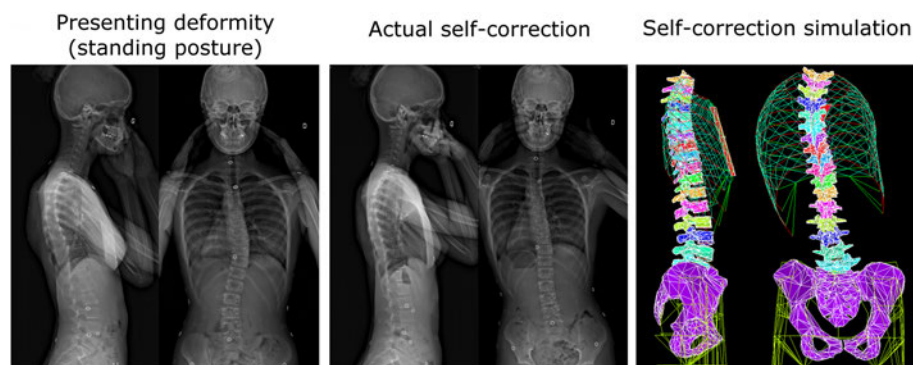 Presenting deformity
(standing posture)
Actual self-correction
Self-correction simulation